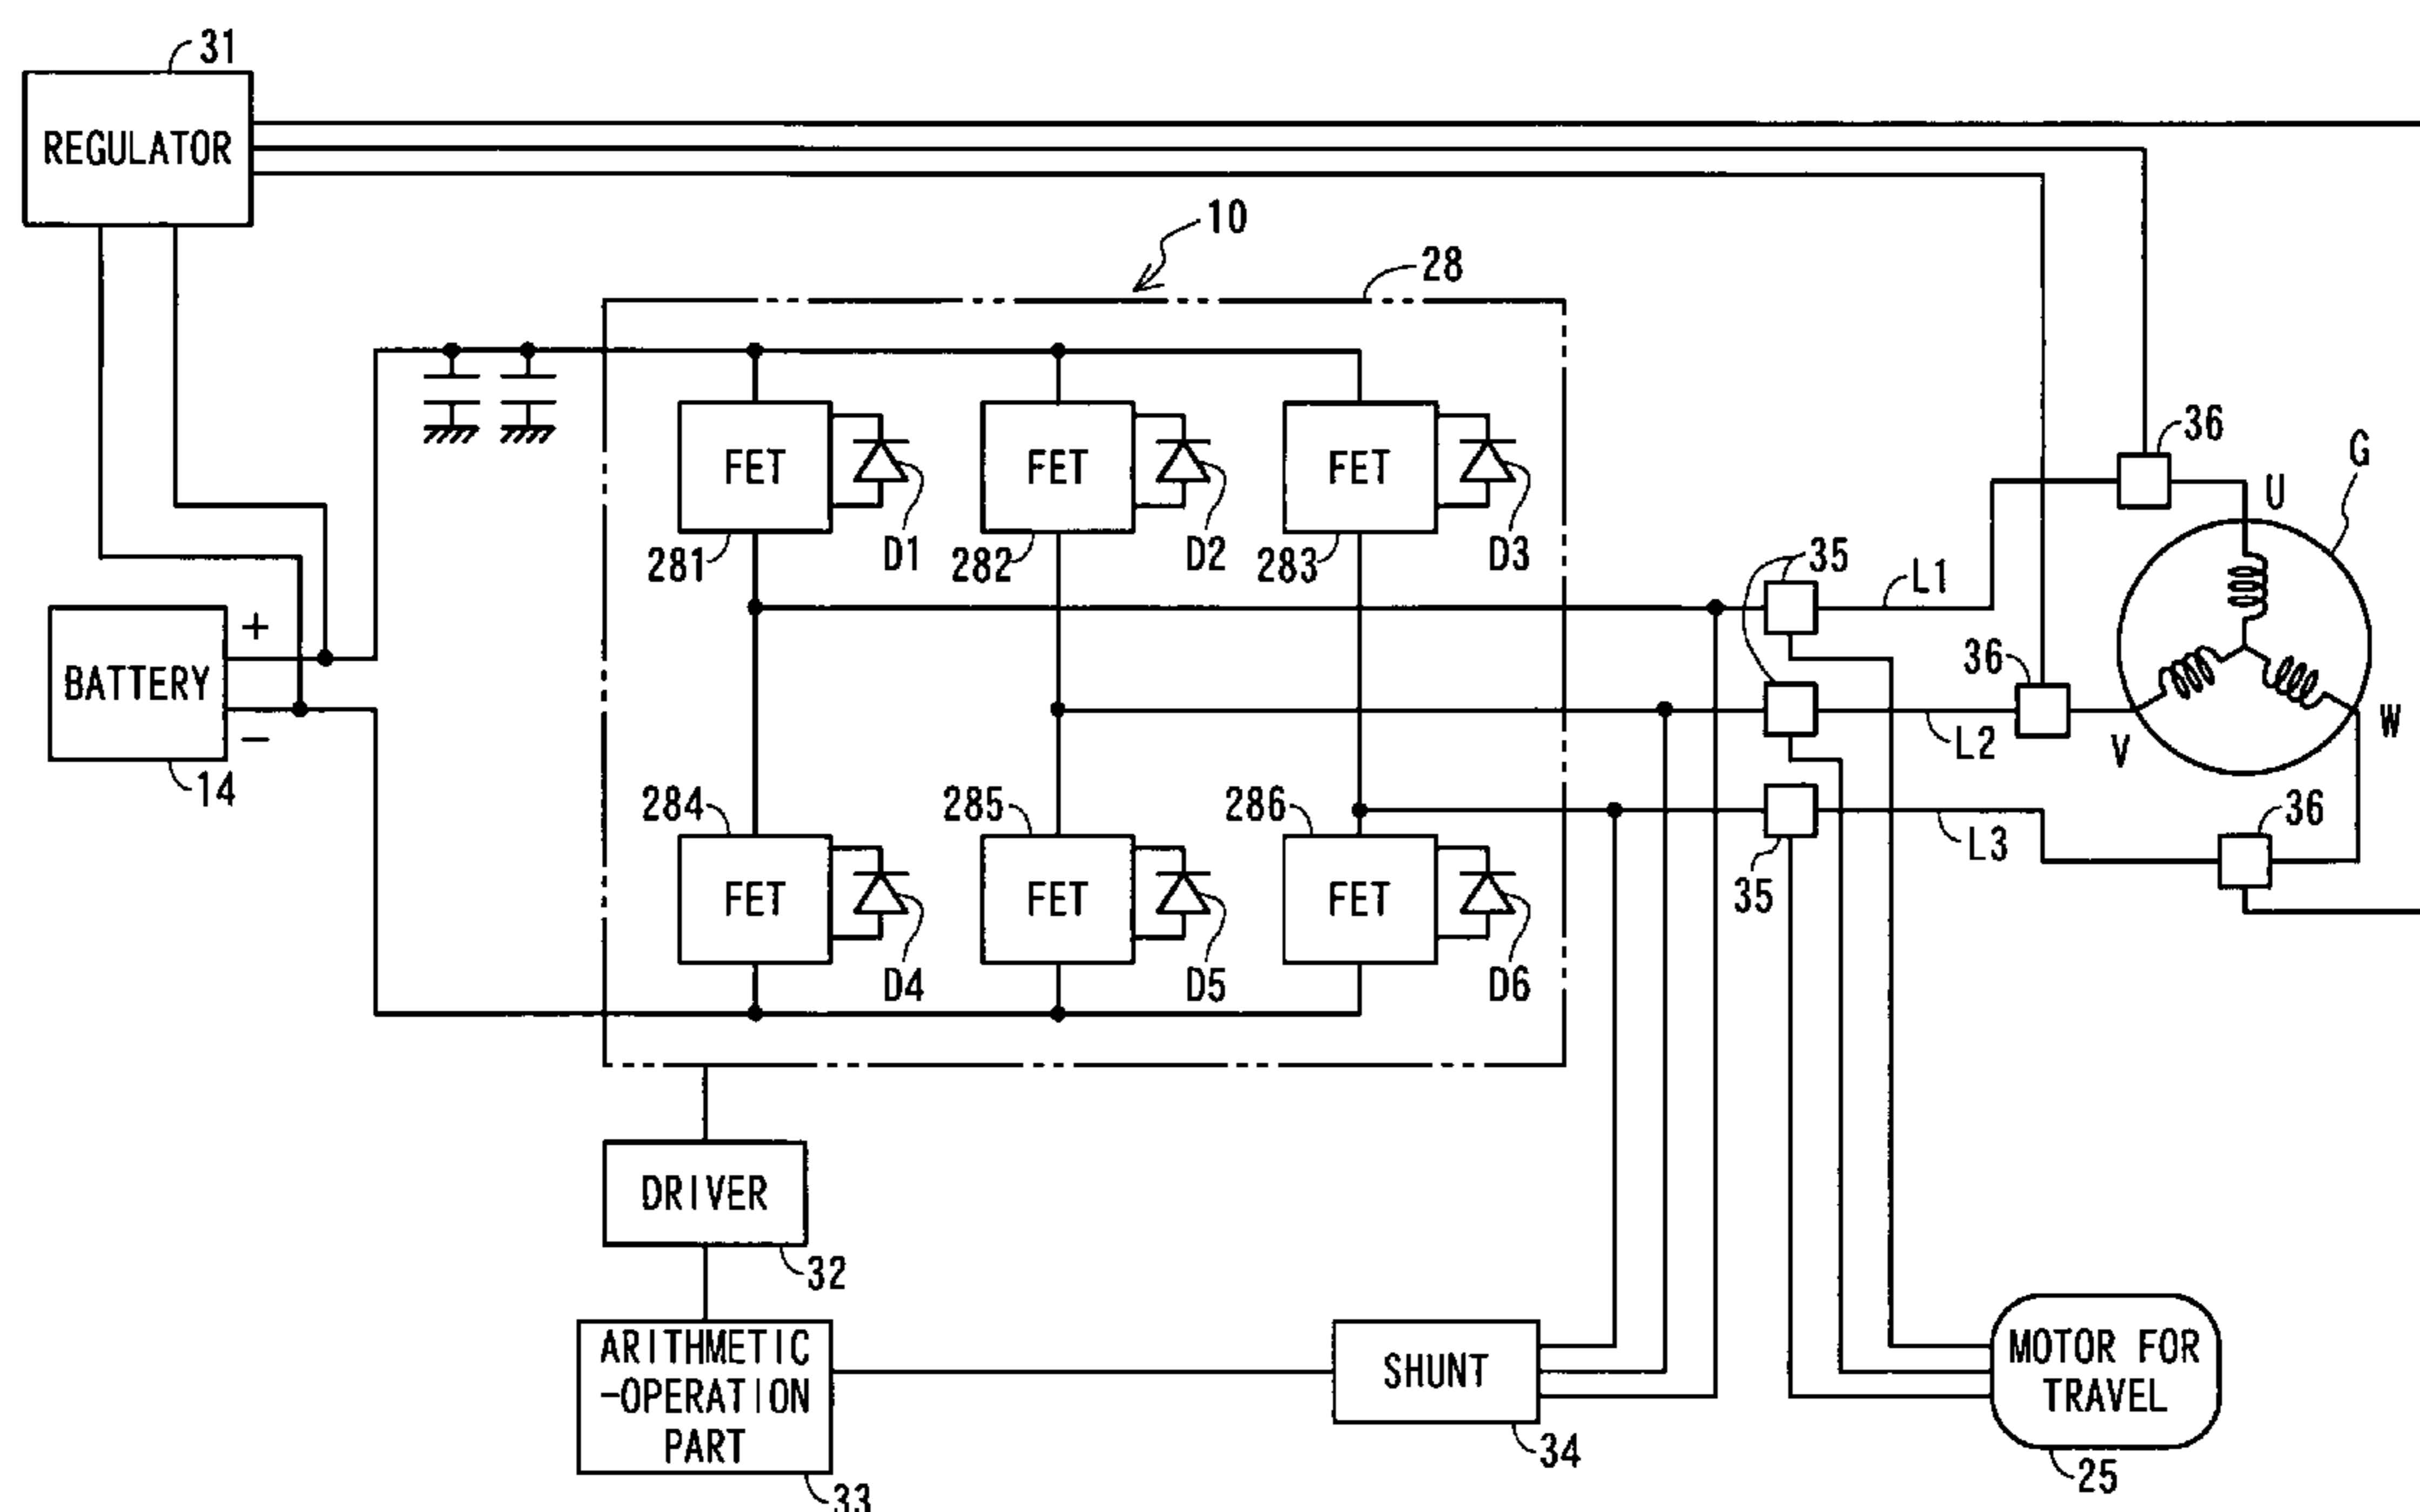 31
REGULATOR
10
28
36
G
U
FET
FET
FET
281
D1
282
D2
283
D3
35
L1
+
BATTERY
36
W
L2
V
−
14
284
285
286
36
L3
35
FET
FET
FET
D4
D5
D6
DRIVER
32
ARITHMETIC
-OPERATION
PART
SHUNT
MOTOR FOR
TRAVEL
34
25
33